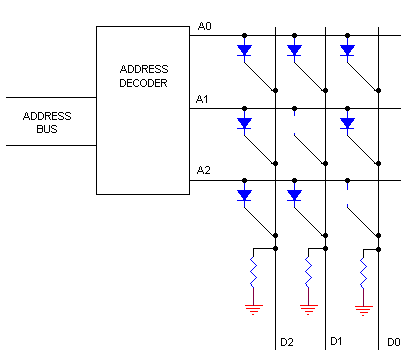 A0
ADDRESS
DECODER
A1
ADDRESS
BUS
A2
D2
D1
D0